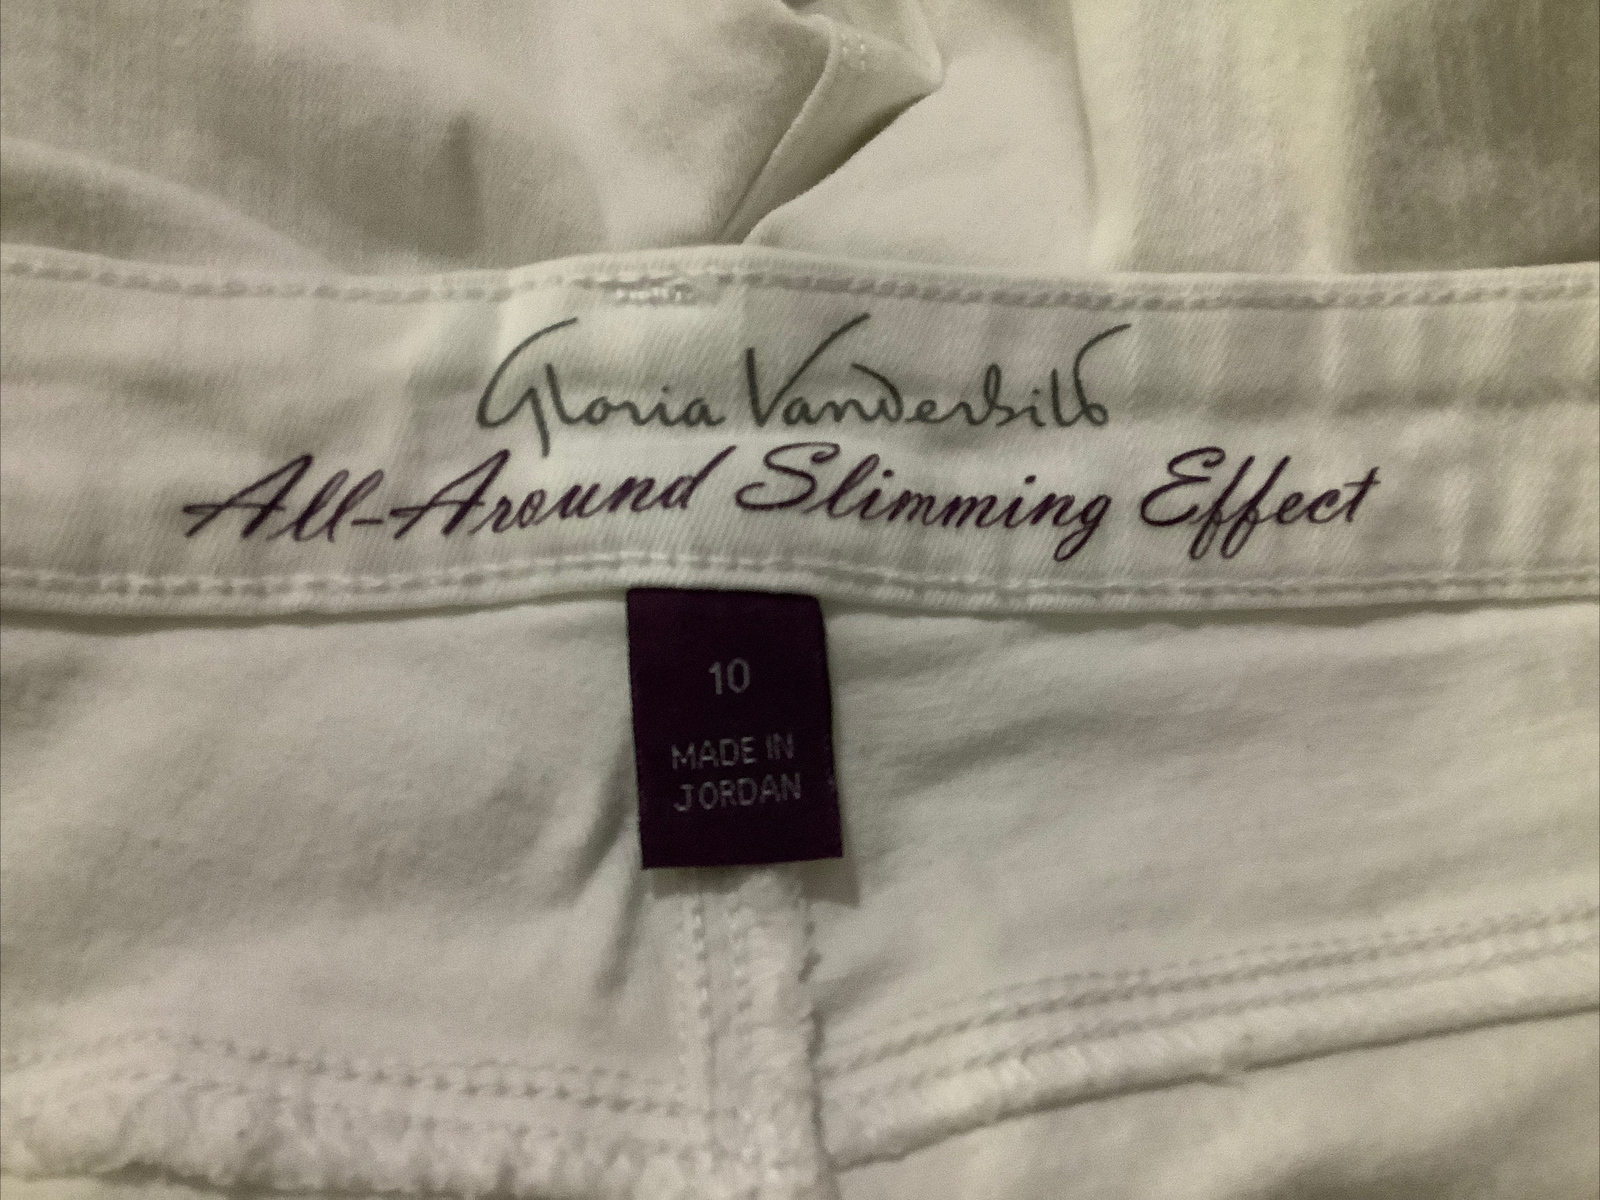 Gloria Vanderbilt
All-Around Slimming Effect
10
MADE IN
JORDAN